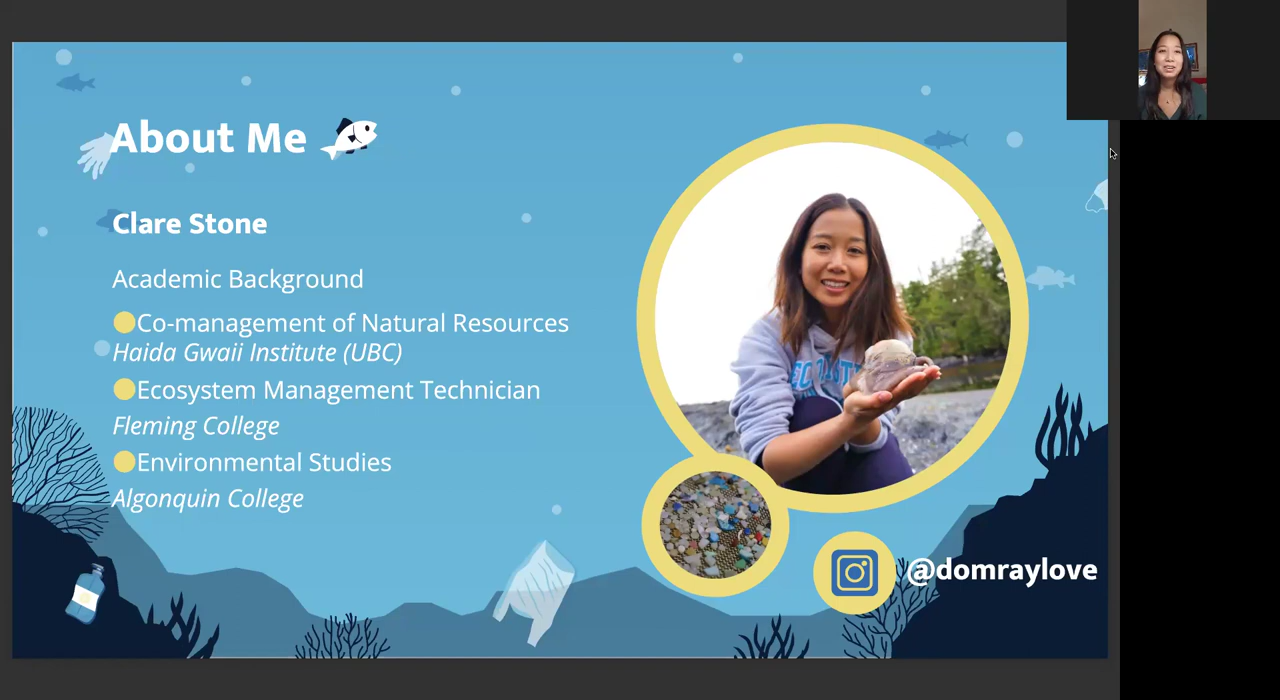 About Me
Clare Stone
Academic Background
Co-management of Natural Resources
Haida Gwaii Institute (UBC)
Ecosystem Management Technician
Fleming College
Environmental Studies
Algonquin College
@domraylove